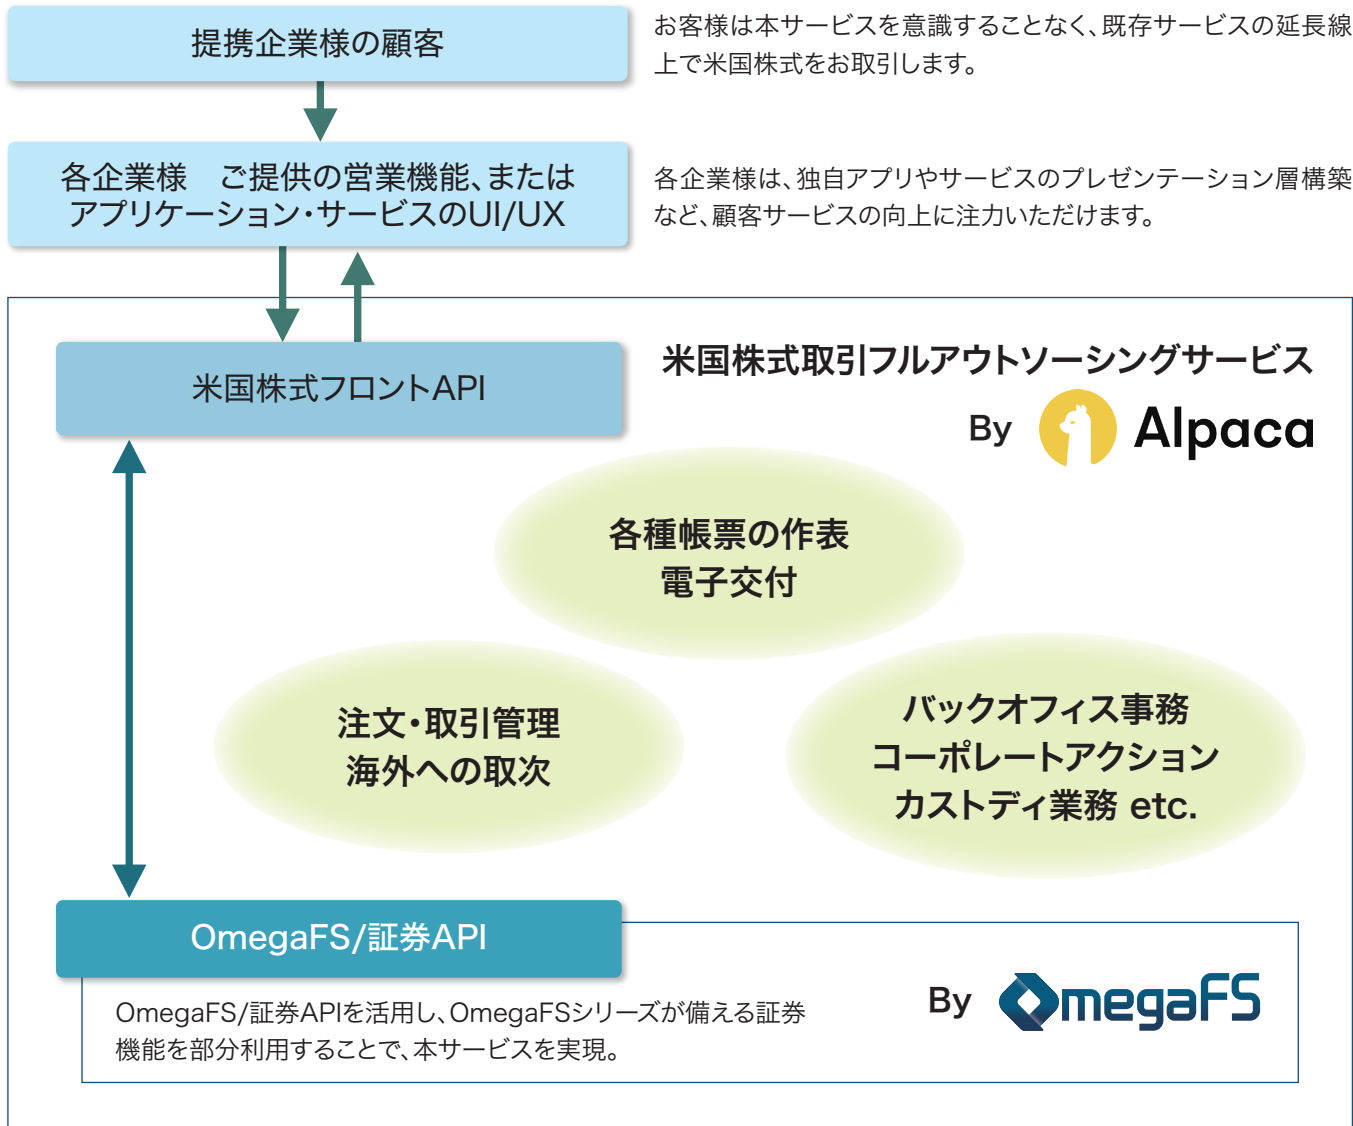 提携企業様の顧客
お客様は本サービスを意識することなく、既存サービスの延長線
上で米国株式をお取引します。
各企業様　ご提供の営業機能、または
アプリケーション・サービスのUI/UX
各企業様は、独自アプリやサービスのプレゼンテーション層構築
など、顧客サービスの向上に注力いただけます。
米国株式フロントAPI
米国株式取引フルアウトソーシングサービス
By Alpaca
各種帳票の作表
電子交付
注文・取引管理
海外への取次
バックオフィス事務
コーポレートアクション
カストディ業務 etc.
OmegaFS/証券API
OmegaFS/証券APIを活用し、OmegaFSシリーズが備える証券
機能を部分利用することで、本サービスを実現。
By OmegaFS